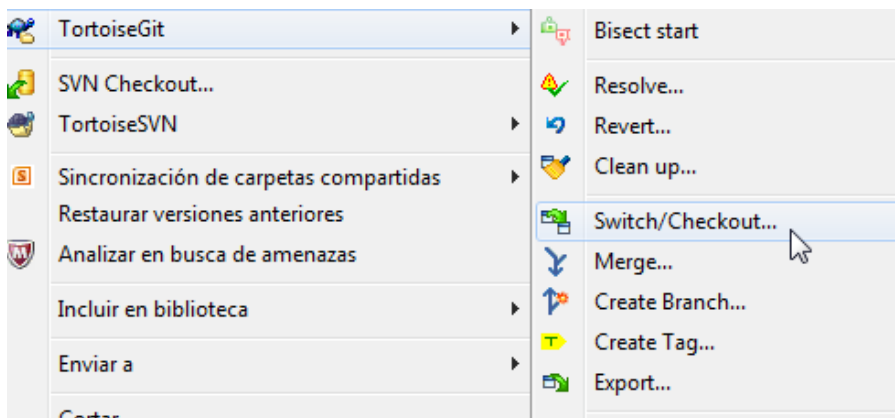 TortoiseGit
SVN Checkout...
TortoiseSVN
Sincronización de carpetas compartidas
Restaurar versiones anteriores
Analizar en busca de amenazas
Incluir en biblioteca
Enviar a
Bisect start
Resolve...
Revert...
Clean up...
Switch/Checkout...
Merge...
Create Branch...
Create Tag...
Export...